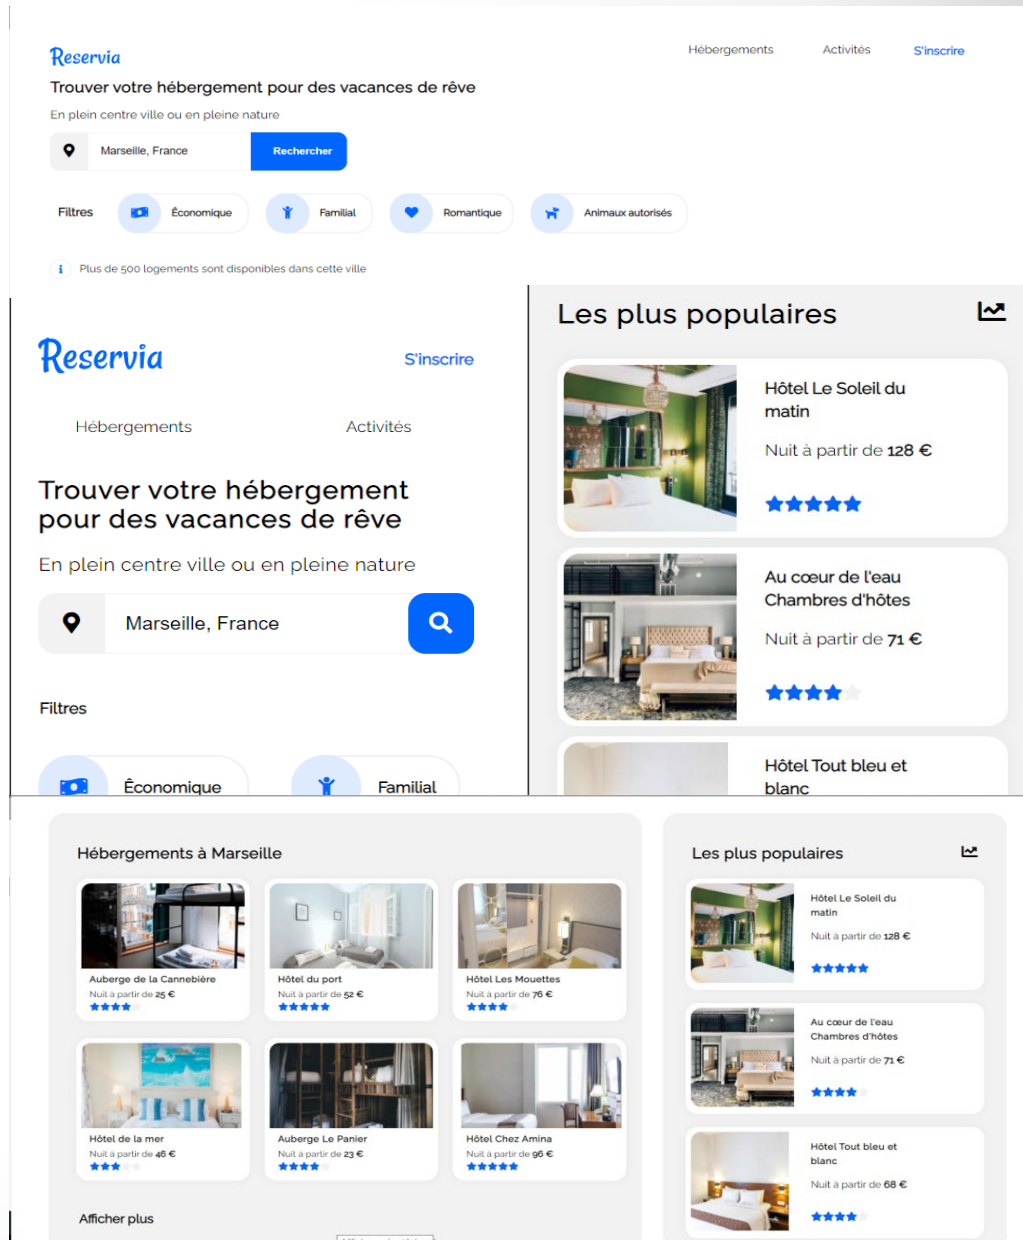 Reservia
Hébergements
Activités
S'inscrire
Trouver votre hébergement pour des vacances de rêve
En plein centre ville ou en pleine nature
Marseille, France
Rechercher
Filtres
Économique
Familial
Romantique
Animaux autorisés
i Plus de 500 logements sont disponibles dans cette ville
Reservia
S'inscrire
Hébergements
Activités
Trouver votre hébergement
pour des vacances de rêve
En plein centre ville ou en pleine nature
Marseille, France
Filtres
Économique
Familial
Les plus populaires
Hôtel Le Soleil du
matin
Nuit à partir de 128 €
Au cœur de l'eau
Chambres d'hôtes
Nuit à partir de 71 €
Hôtel Tout bleu et
blanc
Hébergements à Marseille
Auberge de la Cannebière
Nuit à partir de 25 €
Hôtel du port
Nuit à partir de 52 €
Hôtel Les Mouettes
Nuit à partir de 76 €
Hôtel de la mer
Nuit à partir de 46 €
Auberge Le Panier
Nuit à partir de 23 €
Hôtel Chez Amina
Nuit à partir de 96 €
Afficher plus
Les plus populaires
Hôtel Le Soleil du
matin
Nuit à partir de 128 €
Au cœur de l'eau
Chambres d'hôtes
Nuit à partir de 71 €
Hôtel Tout bleu et
blanc
Nuit à partir de 68 €